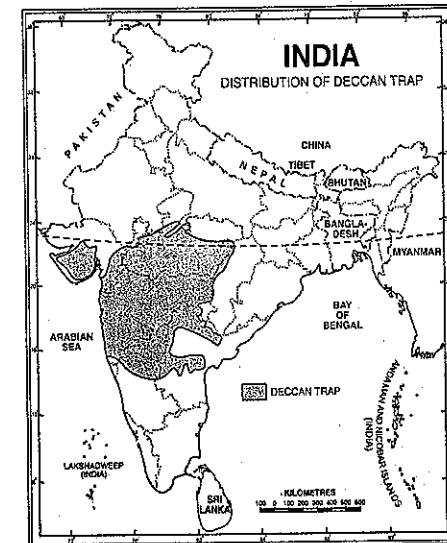 INDIA
DISTRIBUTION OF DECCAN TRAP
PAKISTAN
CHINA
TIBET
NEPAL
BHUTAN
BANGLA-
DESH
MYANMAR
ARABIAN
SEA
BAY
OF
BENGAL
DECCAN TRAP
ANDAMAN AND NICOBAR ISLANDS
(INDIA)
LAKSHADWEEP
(INDIA)
SRI
LANKA
KILOMETRES